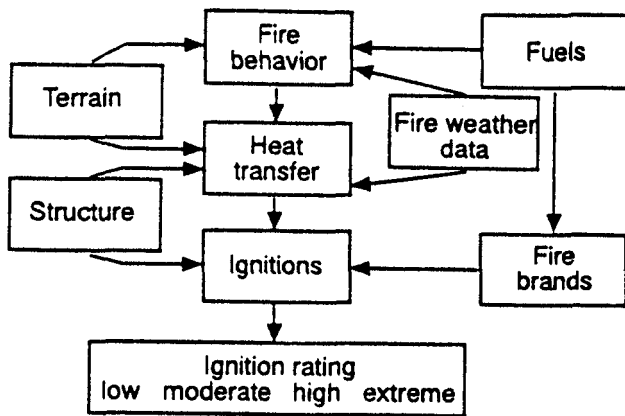 Fire
behavior
Fuels
Terrain
Fire weather
data
Heat
transfer
Structure
Ignitions
Fire
brands
Ignition rating
low moderate high extreme